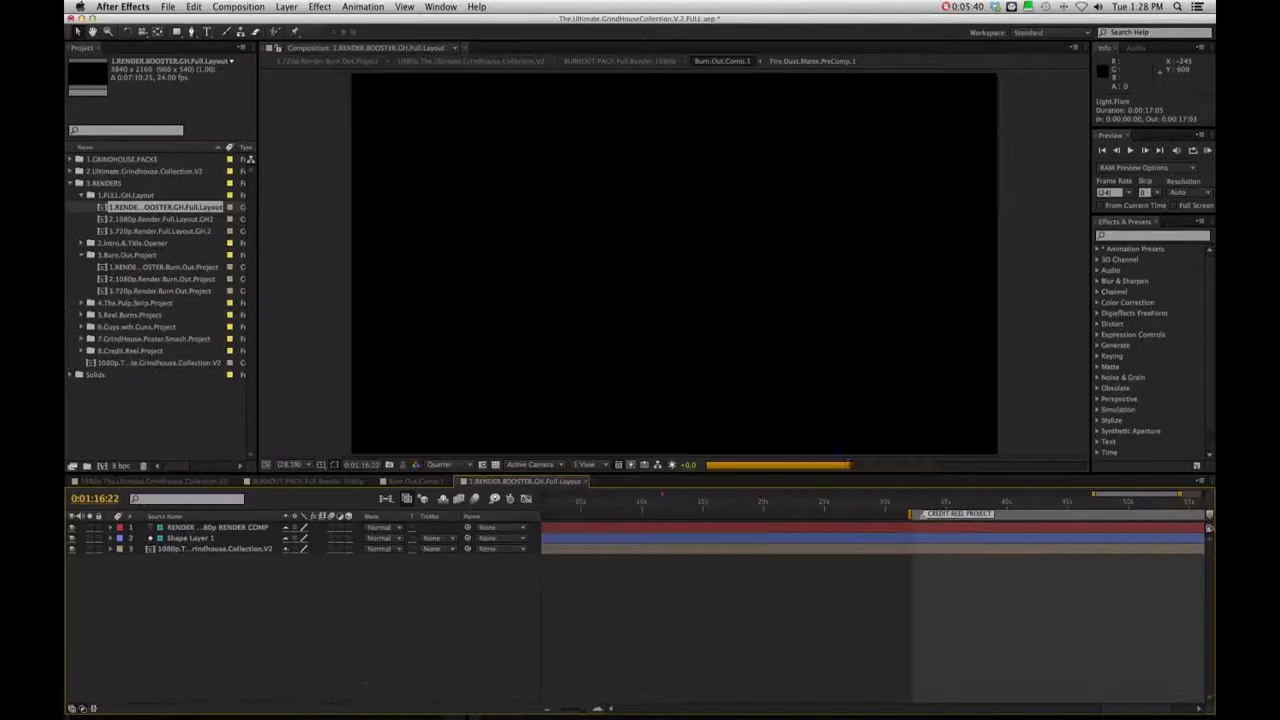 After Effects File Edit Composition Layer Effect Animation View Window Help 0:05:40 Tue 1:28 PM
The.Ultimate.GrindHouseCollection.V.2.FULL.aep *
Workspace: Standard Search Help
Project Composition: 1.RENDER.BOOSTER.GH.Full.Layout Info Audio
1.RENDER.BOOSTER.GH.Full.Layout
3840 x 2160 (960 x 540) (1.00)
Δ 0:07:10:25, 24.00 fps
3.720p.Render.Burn.Out.Project 1080p.The.Ultimate.GrindHouseCollection.V.2 BURNOUT.PACK.Full.Render.1080p Burn.Out.Comp.1 Fire.Dust.Matte.PreComp.1
R: X: -245
G: Y: 609
B:
A: 0
Light.Flare
Duration: 0:00:17:05
In: 0:00:00:00, Out: 0:00:17:03
Preview
RAM Preview Options
Frame Rate Skip Resolution
(24) 0 Auto
From Current Time Full Screen
Effects & Presets
* Animation Presets
3D Channel
Audio
Blur & Sharpen
Channel
Color Correction
Digieffects FreeForm
Distort
Expression Controls
Generate
Keying
Matte
Noise & Grain
Obsolete
Perspective
Simulation
Stylize
Synthetic Aperture
Text
Time
Name Type
1.GRINDHOUSE.PACKS
2.Ultimate.Grindhouse.Collection.V2
3.RENDERS
1.FULL.GH.Layout
1.RENDE...OOSTER.GH.Full.Layout
2.1080p.Render.Full.Layout.GH2
3.720p.Render.Full.Layout.GH.2
2.Intro.&.Title.Opener
3.Burn.Out.Project
1.RENDE...OSTER.Burn.Out.Project
2.1080p.Render.Burn.Out.Project
3.720p.Render.Burn.Out.Project
4.The.Pulp.Strip.Project
5.Reel.Burns.Project
6.Guys.wth.Guns.Project
7.GrindHouse.Poster.Smash.Project
8.Credit.Reel.Project
1080p.T...te.Grindhouse.Collection.V2
Solids
8 bpc
(28.1%) 0:01:16:22 Quarter Active Camera 1 View +0.0
1080p.The.Ultimate.GrindHouse.Collection.V2 BURNOUT.PACK.Full.Render.1080p Burn.Out.Comp.1 1.RENDER.BOOSTER.GH.Full.Layout
0:01:16:22
05s 10s 15s 20s 25s 30s 35s 40s 45s 50s 55s
CREDIT REEL PROJECT
# Source Name Mode T TrkMat Parent
1 RENDER ...80p RENDER COMP Normal None
2 Shape Layer 1 Normal None None
3 1080p.T...rindhouse.Collection.V2 Normal None None